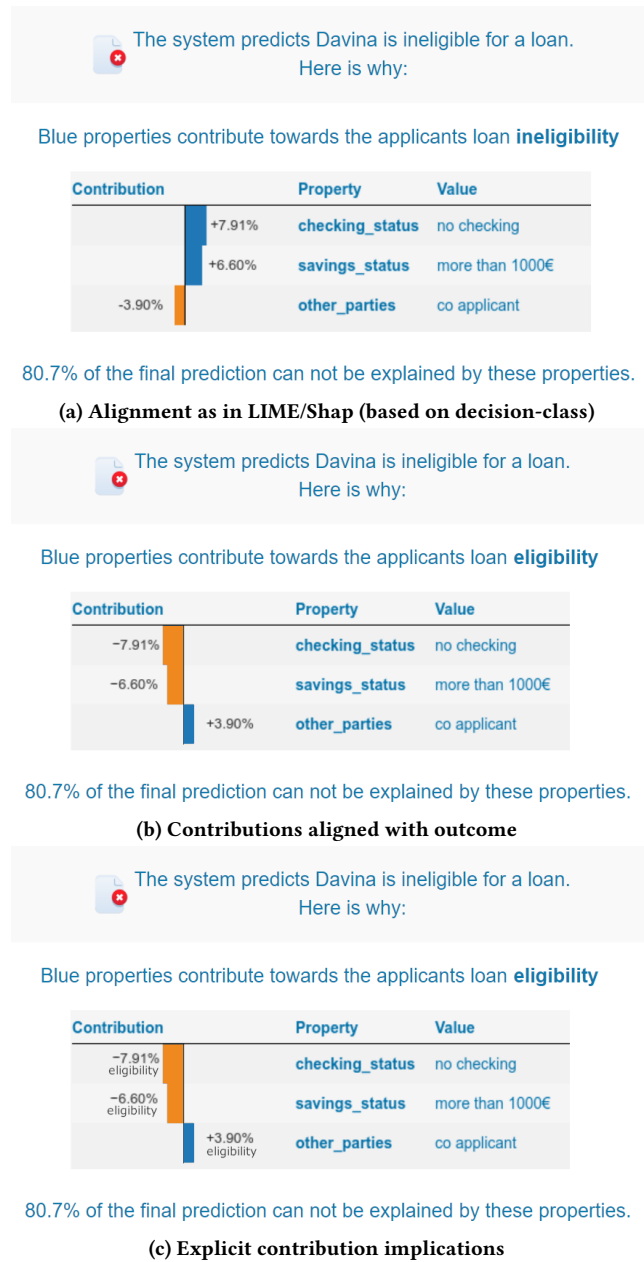 The system predicts Davina is ineligible for a loan.
Here is why:
Blue properties contribute towards the applicants loan ineligibility
Contribution Property Value
+7.91% checking_status no checking
+6.60% savings_status more than 1000€
-3.90% other_parties co applicant
80.7% of the final prediction can not be explained by these properties.
(a) Alignment as in LIME/Shap (based on decision-class)
The system predicts Davina is ineligible for a loan.
Here is why:
Blue properties contribute towards the applicants loan eligibility
Contribution Property Value
−7.91% checking_status no checking
−6.60% savings_status more than 1000€
+3.90% other_parties co applicant
80.7% of the final prediction can not be explained by these properties.
(b) Contributions aligned with outcome
The system predicts Davina is ineligible for a loan.
Here is why:
Blue properties contribute towards the applicants loan eligibility
Contribution Property Value
−7.91% checking_status no checking
eligibility
−6.60% savings_status more than 1000€
eligibility
+3.90% other_parties co applicant
eligibility
80.7% of the final prediction can not be explained by these properties.
(c) Explicit contribution implications